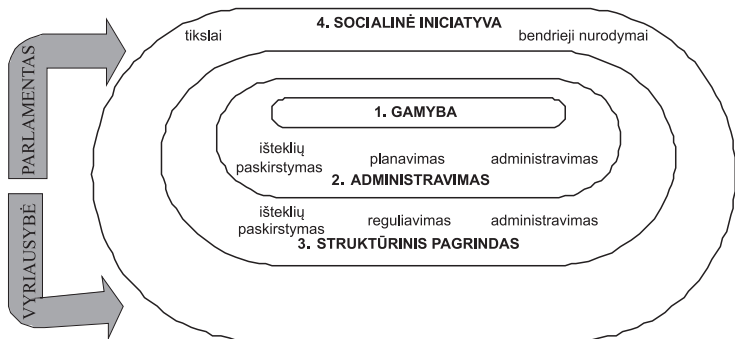 4. SOCIALINĖ INICIATYVA
tikslai
bendrieji nurodymai
PARLAMENTAS
1. GAMYBA
išteklių
paskirstymas
planavimas
administravimas
2. ADMINISTRAVIMAS
išteklių
paskirstymas
reguliavimas
administravimas
3. STRUKTŪRINIS PAGRINDAS
VYRIAUSYBĖ